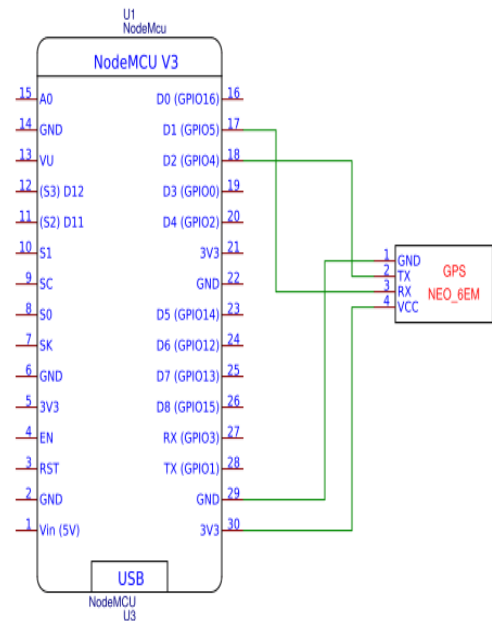 U1
NodeMcu
NodeMCU V3
15 A0 D0 (GPIO16) 16
14 GND D1 (GPIO5) 17
13 VU D2 (GPIO4) 18
12 (S3) D12 D3 (GPIO0) 19
11 (S2) D11 D4 (GPIO2) 20
10 S1 3V3 21
9 SC GND 22
8 S0 D5 (GPIO14) 23
7 SK D6 (GPIO12) 24
6 GND D7 (GPIO13) 25
5 3V3 D8 (GPIO15) 26
4 EN RX (GPIO3) 27
3 RST TX (GPIO1) 28
2 GND GND 29
1 Vin (5V) 3V3 30
USB
NodeMCU
U3
1 GND
2 TX
3 RX
4 VCC
GPS
NEO_6EM